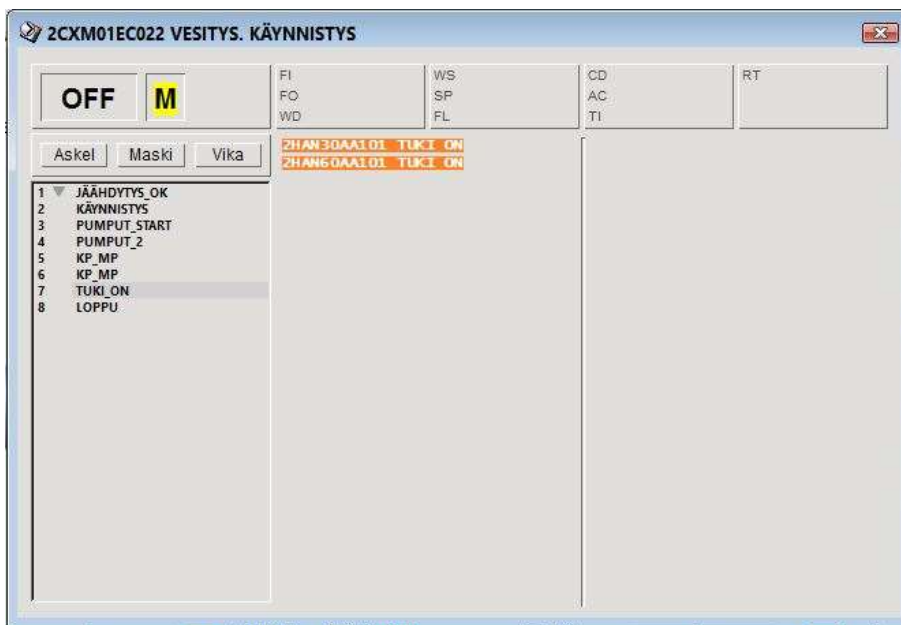 2CXM01EC022 VESITYS. KÄYNNISTYS
OFF M
FI WS CD RT
FO SP AC
WD FL TI
Askel Maski Vika
2HAN30AA101 TUKI ON
2HAN60AA101 TUKI ON
1 JÄÄHDYTYS_OK
2 KÄYNNISTYS
3 PUMPUT_START
4 PUMPUT_2
5 KP_MP
6 KP_MP
7 TUKI_ON
8 LOPPU